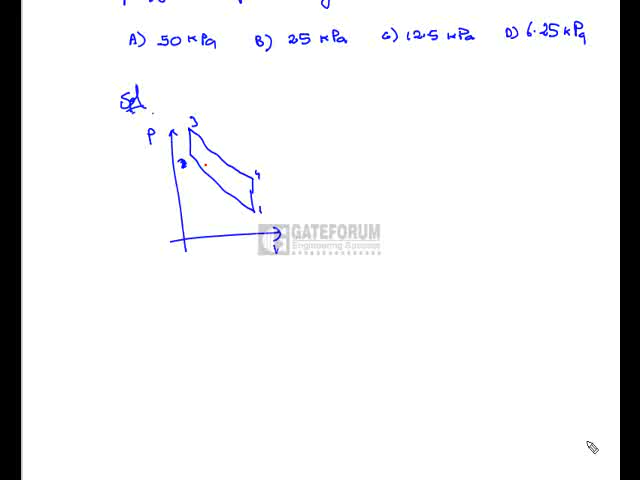 A) 50 kPa B) 25 kPa C) 12.5 kPa D) 6.25 kPa
Sol.
3
P
2
4
1
V
GATEFORUM
Engineering Success